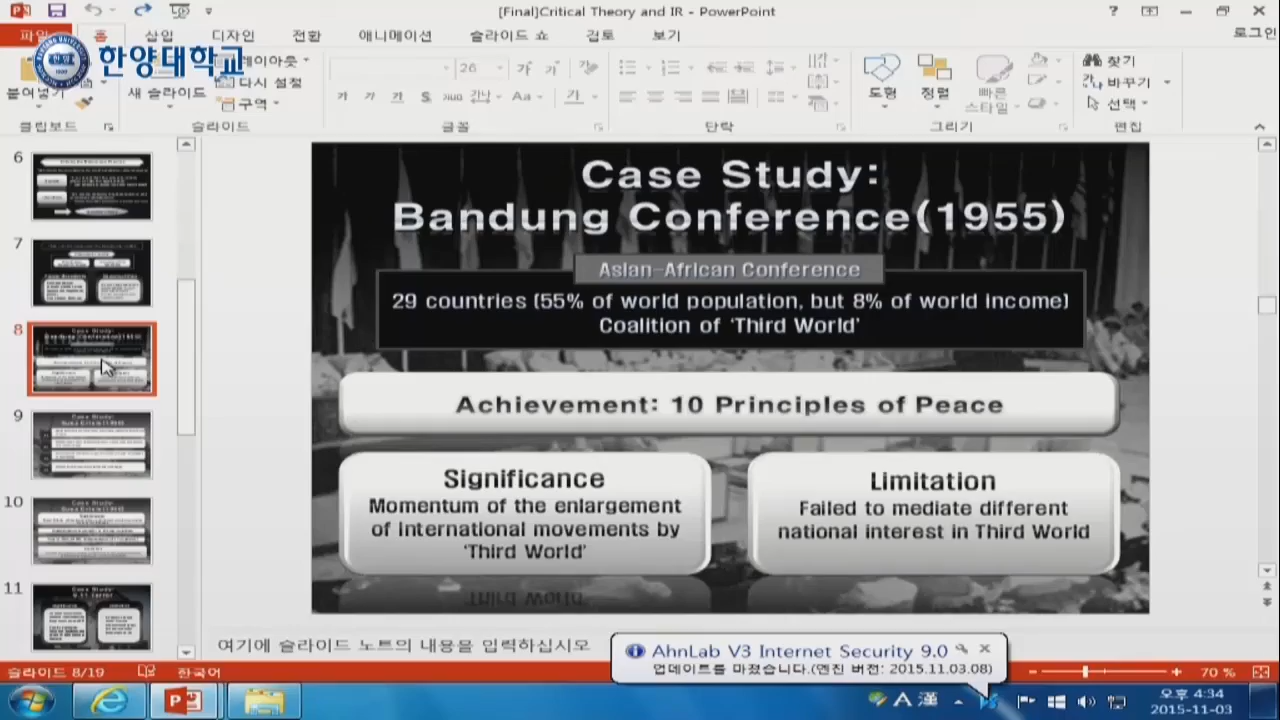 [Final]Critical Theory and IR - PowerPoint
파일 홈 삽입 디자인 전환 애니메이션 슬라이드 쇼 검토 보기 로그인
한양대학교
레이아웃
다시 설정
구역
붙여넣기
새 슬라이드
26
도형
정렬
빠른
스타일
찾기
바꾸기
선택
클립보드 슬라이드 글꼴 단락 그리기 편집
6
7
8
9
10
11
Case Study:
Bandung Conference(1955)
Asian-African Conference
29 countries (55% of world population, but 8% of world income)
Coalition of 'Third World'
Achievement: 10 Principles of Peace
Significance
Momentum of the enlargement
of international movements by
'Third World'
Limitation
Failed to mediate different
national interest in Third World
여기에 슬라이드 노트의 내용을 입력하십시오
AhnLab V3 Internet Security 9.0
업데이트를 마쳤습니다.(엔진 버전: 2015.11.03.08)
슬라이드 8/19 한국어 70 %
A 漢
오후 4:34
2015-11-03